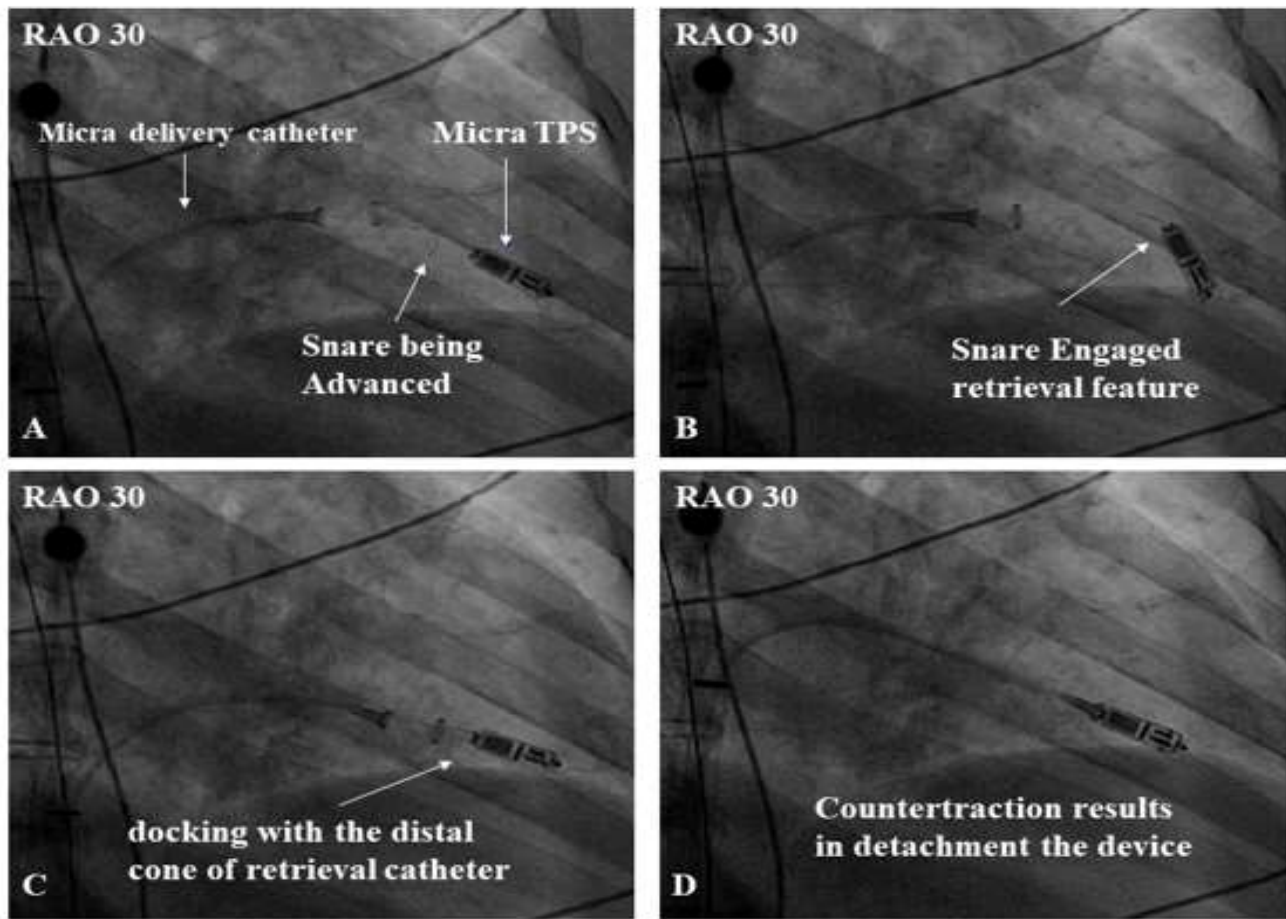 RAO 30
Micra delivery catheter
Micra TPS
Snare being
Advanced
A
RAO 30
Snare Engaged
retrieval feature
B
RAO 30
docking with the distal
cone of retrieval catheter
C
RAO 30
Countertraction results
in detachment the device
D